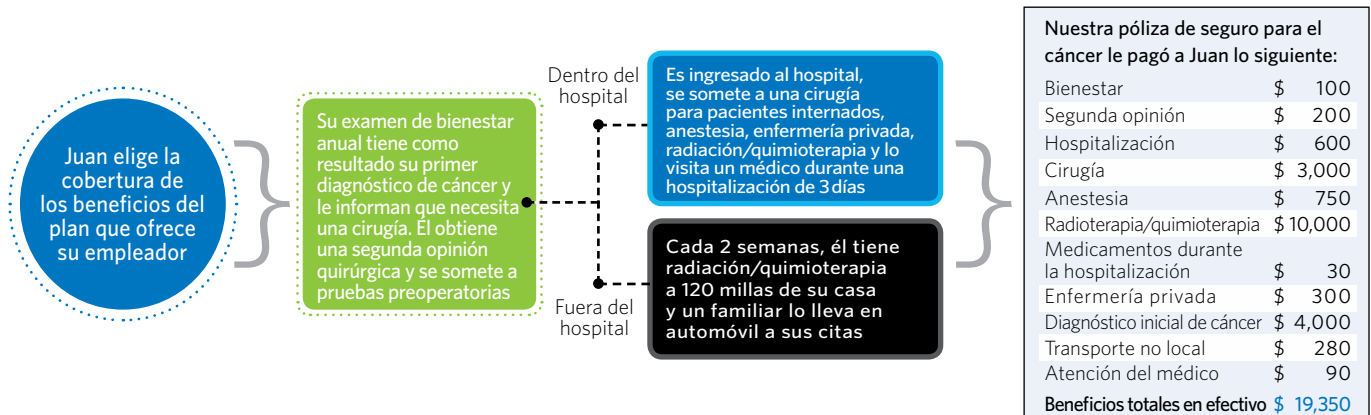 Juan elige la
cobertura de
los beneficios del
plan que ofrece
su empleador
Su examen de bienestar
anual tiene como
resultado su primer
diagnóstico de cáncer y
le informan que necesita
una cirugía. Él obtiene
una segunda opinión
quirúrgica y se somete a
pruebas preoperatorias
Dentro del
hospital
Es ingresado al hospital,
se somete a una cirugía
para pacientes internados,
anestesia, enfermería privada,
radiación/quimioterapia y lo
visita un médico durante una
hospitalización de 3 días
Fuera del
hospital
Cada 2 semanas, él tiene
radiación/quimioterapia
a 120 millas de su casa
y un familiar lo lleva en
automóvil a sus citas
Nuestra póliza de seguro para el
cáncer le pagó a Juan lo siguiente:
Bienestar $ 100
Segunda opinión $ 200
Hospitalización $ 600
Cirugía $ 3,000
Anestesia $ 750
Radioterapia/quimioterapia $ 10,000
Medicamentos durante
la hospitalización $ 30
Enfermería privada $ 300
Diagnóstico inicial de cáncer $ 4,000
Transporte no local $ 280
Atención del médico $ 90
Beneficios totales en efectivo $ 19,350